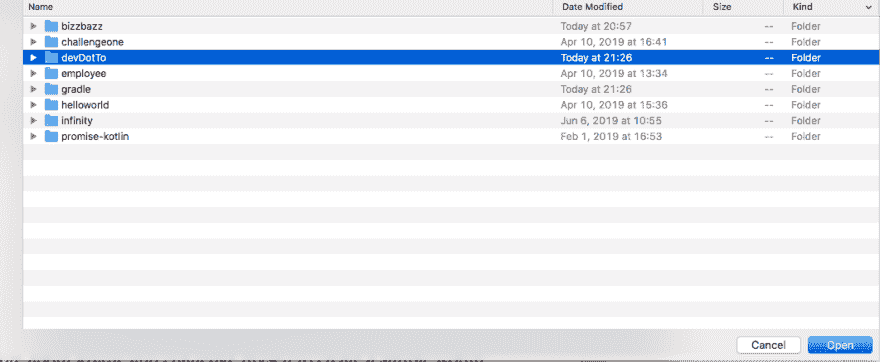 Name Date Modified Size Kind
bizzbazz Today at 20:57 -- Folder
challengeone Apr 10, 2019 at 16:41 -- Folder
devDotTo Today at 21:26 -- Folder
employee Apr 10, 2019 at 13:34 -- Folder
gradle Today at 21:26 -- Folder
helloworld Apr 10, 2019 at 15:36 -- Folder
infinity Jun 6, 2019 at 10:55 -- Folder
promise-kotlin Feb 1, 2019 at 16:53 -- Folder
Cancel Open